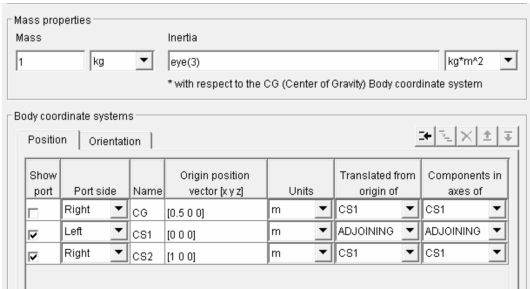 Mass properties
Mass Inertia
1 kg eye(3) kg*m^2
* with respect to the CG (Center of Gravity) Body coordinate system
Body coordinate systems
Position Orientation
Show port Port side Name Origin position vector [x y z] Units Translated from origin of Components in axes of
Right CG [0.5 0 0] m CS1 CS1
Left CS1 [0 0 0] m ADJOINING ADJOINING
Right CS2 [1 0 0] m CS1 CS1